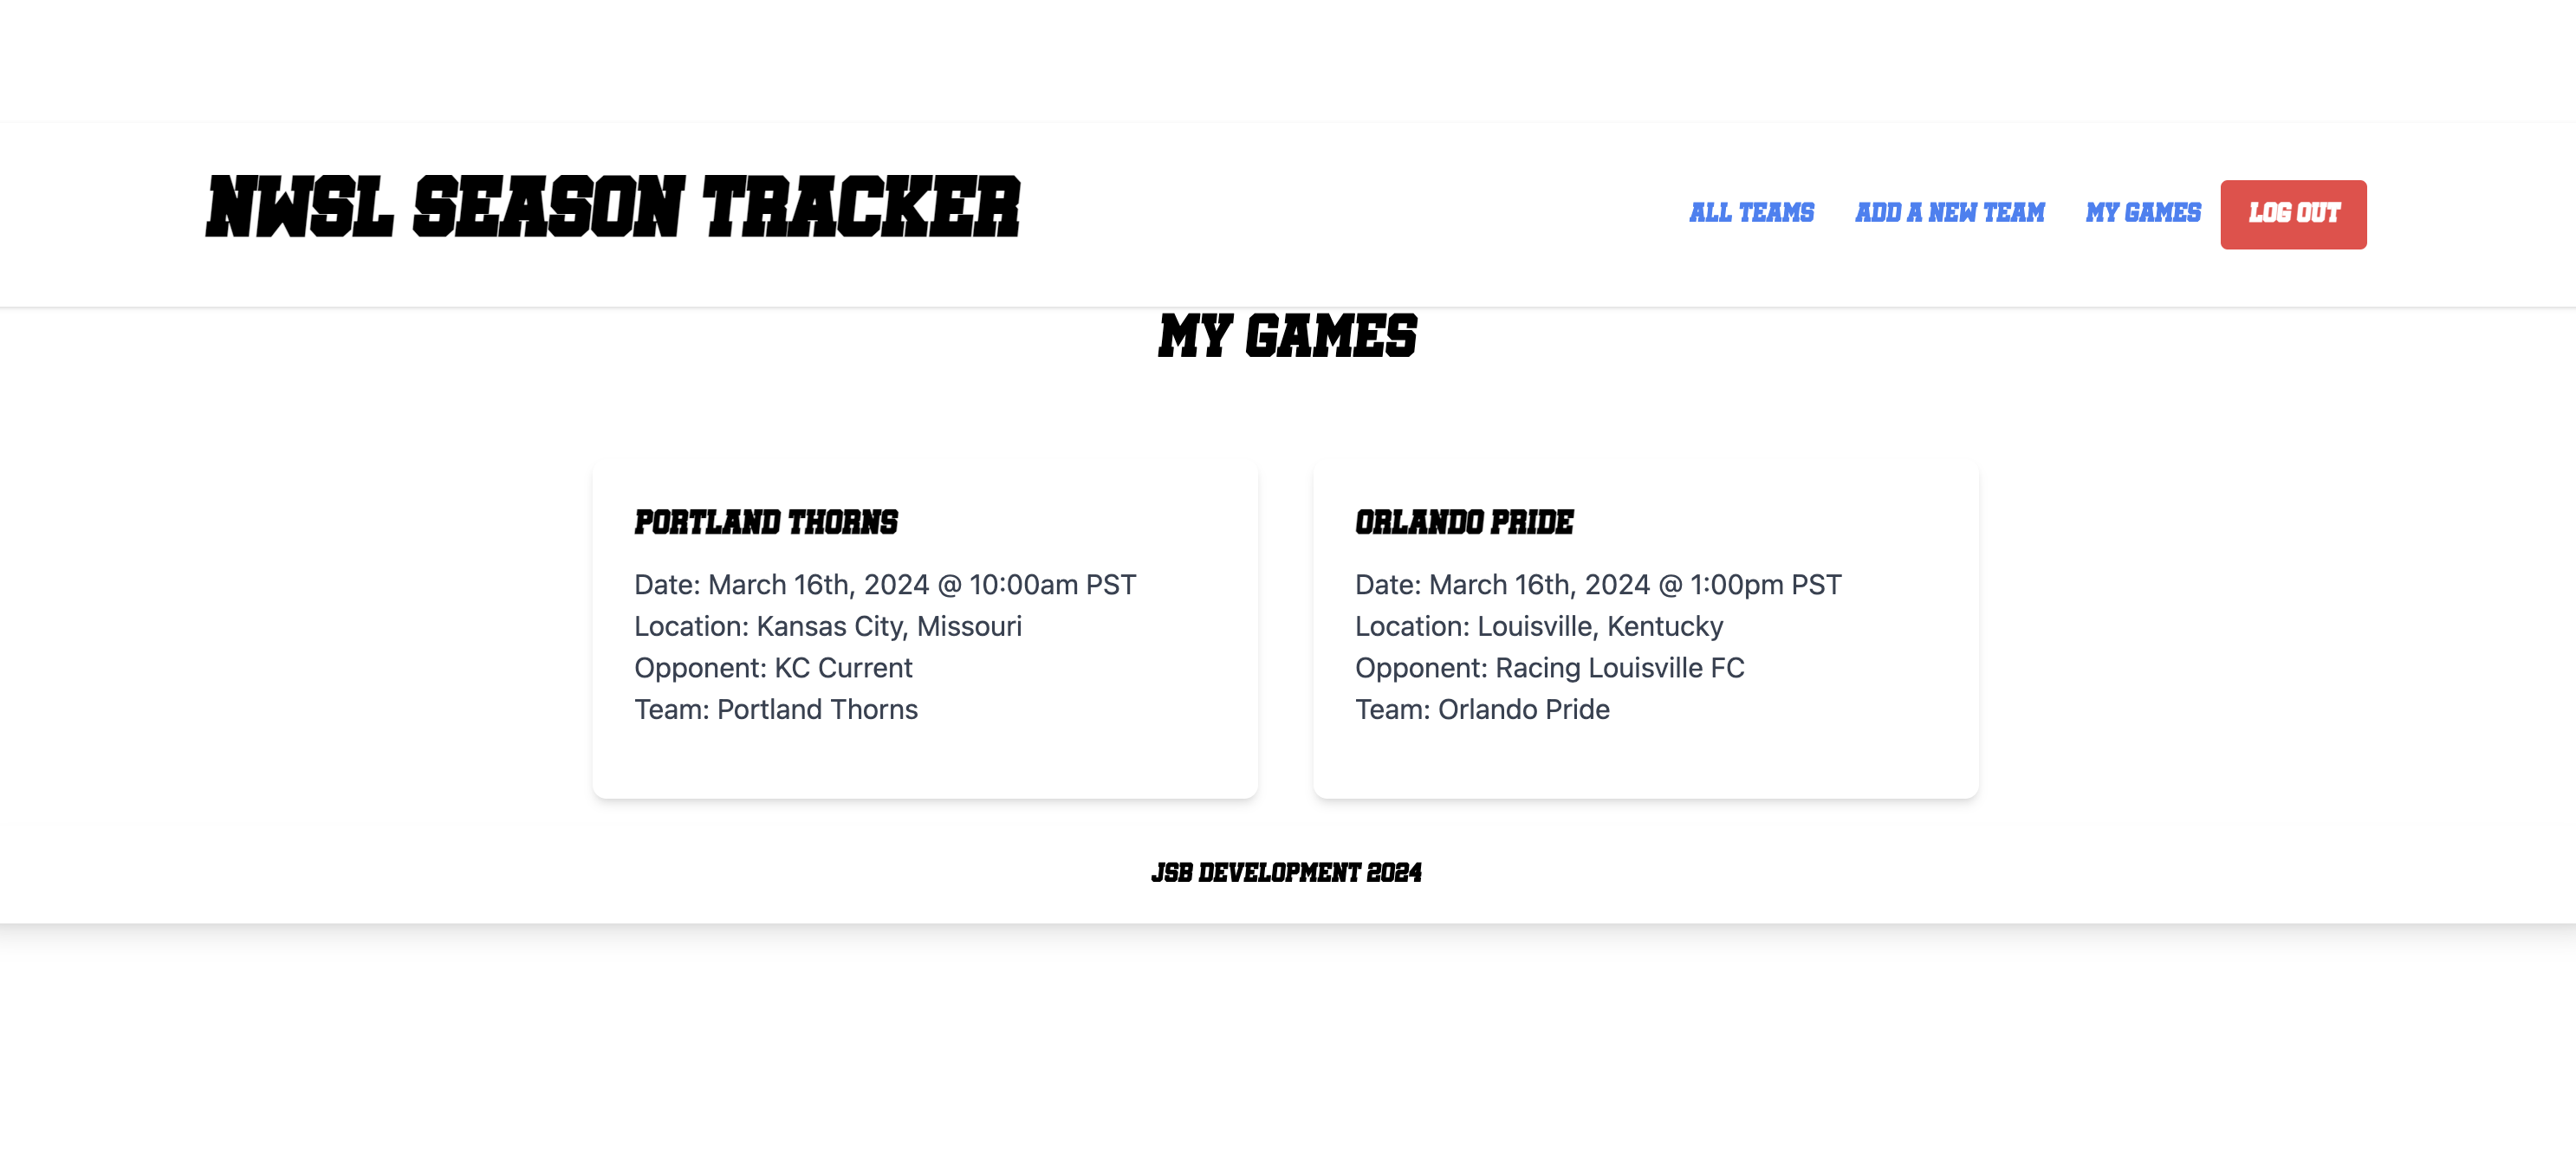 NWSL SEASON TRACKER
ALL TEAMS ADD A NEW TEAM MY GAMES LOG OUT
MY GAMES
PORTLAND THORNS
Date: March 16th, 2024 @ 10:00am PST
Location: Kansas City, Missouri
Opponent: KC Current
Team: Portland Thorns
ORLANDO PRIDE
Date: March 16th, 2024 @ 1:00pm PST
Location: Louisville, Kentucky
Opponent: Racing Louisville FC
Team: Orlando Pride
JSB DEVELOPMENT 2024